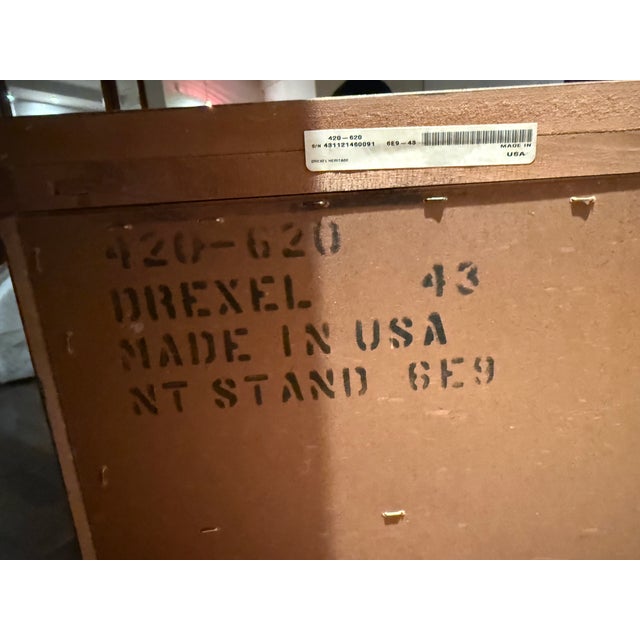 420-620
S/N 431121460091 6E9-43 MADE IN
DREXEL HERITAGE USA
420-620
DREXEL 43
MADE IN USA
NT STAND 6E9